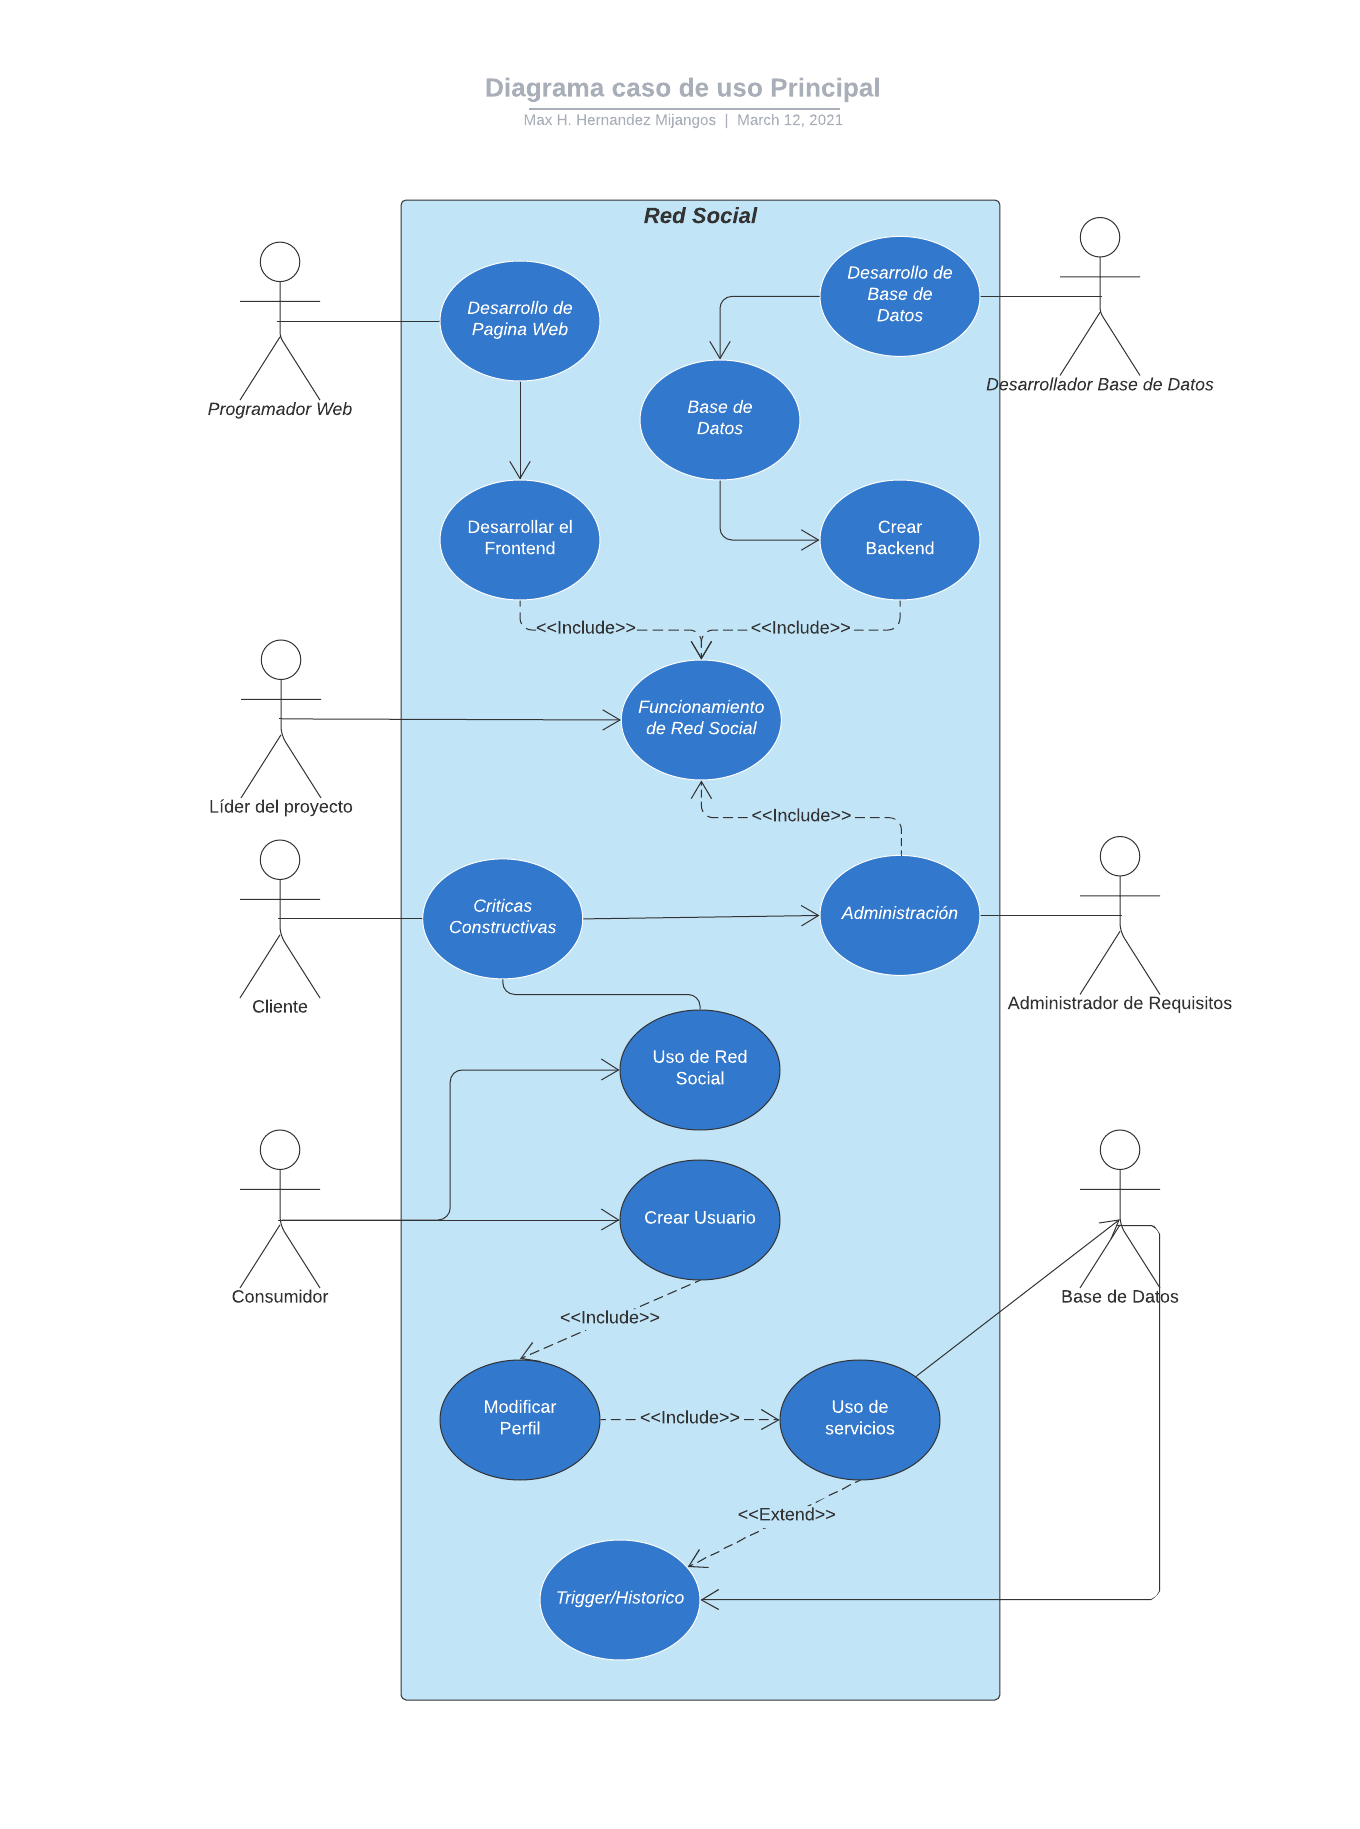 Diagrama caso de uso Principal
Max H. Hernandez Mijangos | March 12, 2021
Red Social
Desarrollo de
Base de
Datos
Desarrollo de
Pagina Web
Desarrollador Base de Datos
Programador Web
Base de
Datos
Desarrollar el
Frontend
Crear
Backend
<<Include>>
<<Include>>
Funcionamiento
de Red Social
Líder del proyecto
<<Include>>
Criticas
Constructivas
Administración
Cliente
Administrador de Requisitos
Uso de Red
Social
Crear Usuario
Consumidor
Base de Datos
<<Include>>
Modificar
Perfil
<<Include>>
Uso de
servicios
<<Extend>>
Trigger/Historico